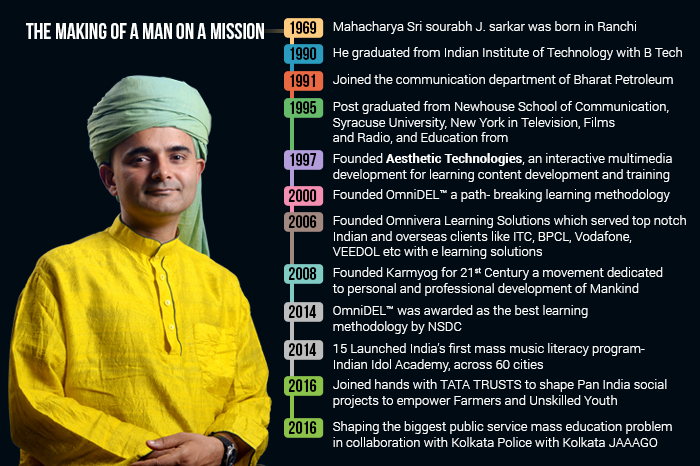 THE MAKING OF A MAN ON A MISSION
1969 Mahacharya Sri sourabh J. sarkar was born in Ranchi
1990 He graduated from Indian Institute of Technology with B Tech
1991 Joined the communication department of Bharat Petroleum
1995 Post graduated from Newhouse School of Communication,
Syracuse University, New York in Television, Films
and Radio, and Education from
1997 Founded Aesthetic Technologies, an interactive multimedia
development for learning content development and training
2000 Founded OmniDEL™ a path- breaking learning methodology
2006 Founded Omnivera Learning Solutions which served top notch
Indian and overseas clients like ITC, BPCL, Vodafone,
VEEDOL etc with e learning solutions
2008 Founded Karmyog for 21st Century a movement dedicated
to personal and professional development of Mankind
2014 OmniDEL™ was awarded as the best learning
methodology by NSDC
2014 15 Launched India's first mass music literacy program-
Indian Idol Academy, across 60 cities
2016 Joined hands with TATA TRUSTS to shape Pan India social
projects to empower Farmers and Unskilled Youth
2016 Shaping the biggest public service mass education problem
in collaboration with Kolkata Police with Kolkata JAAAGO